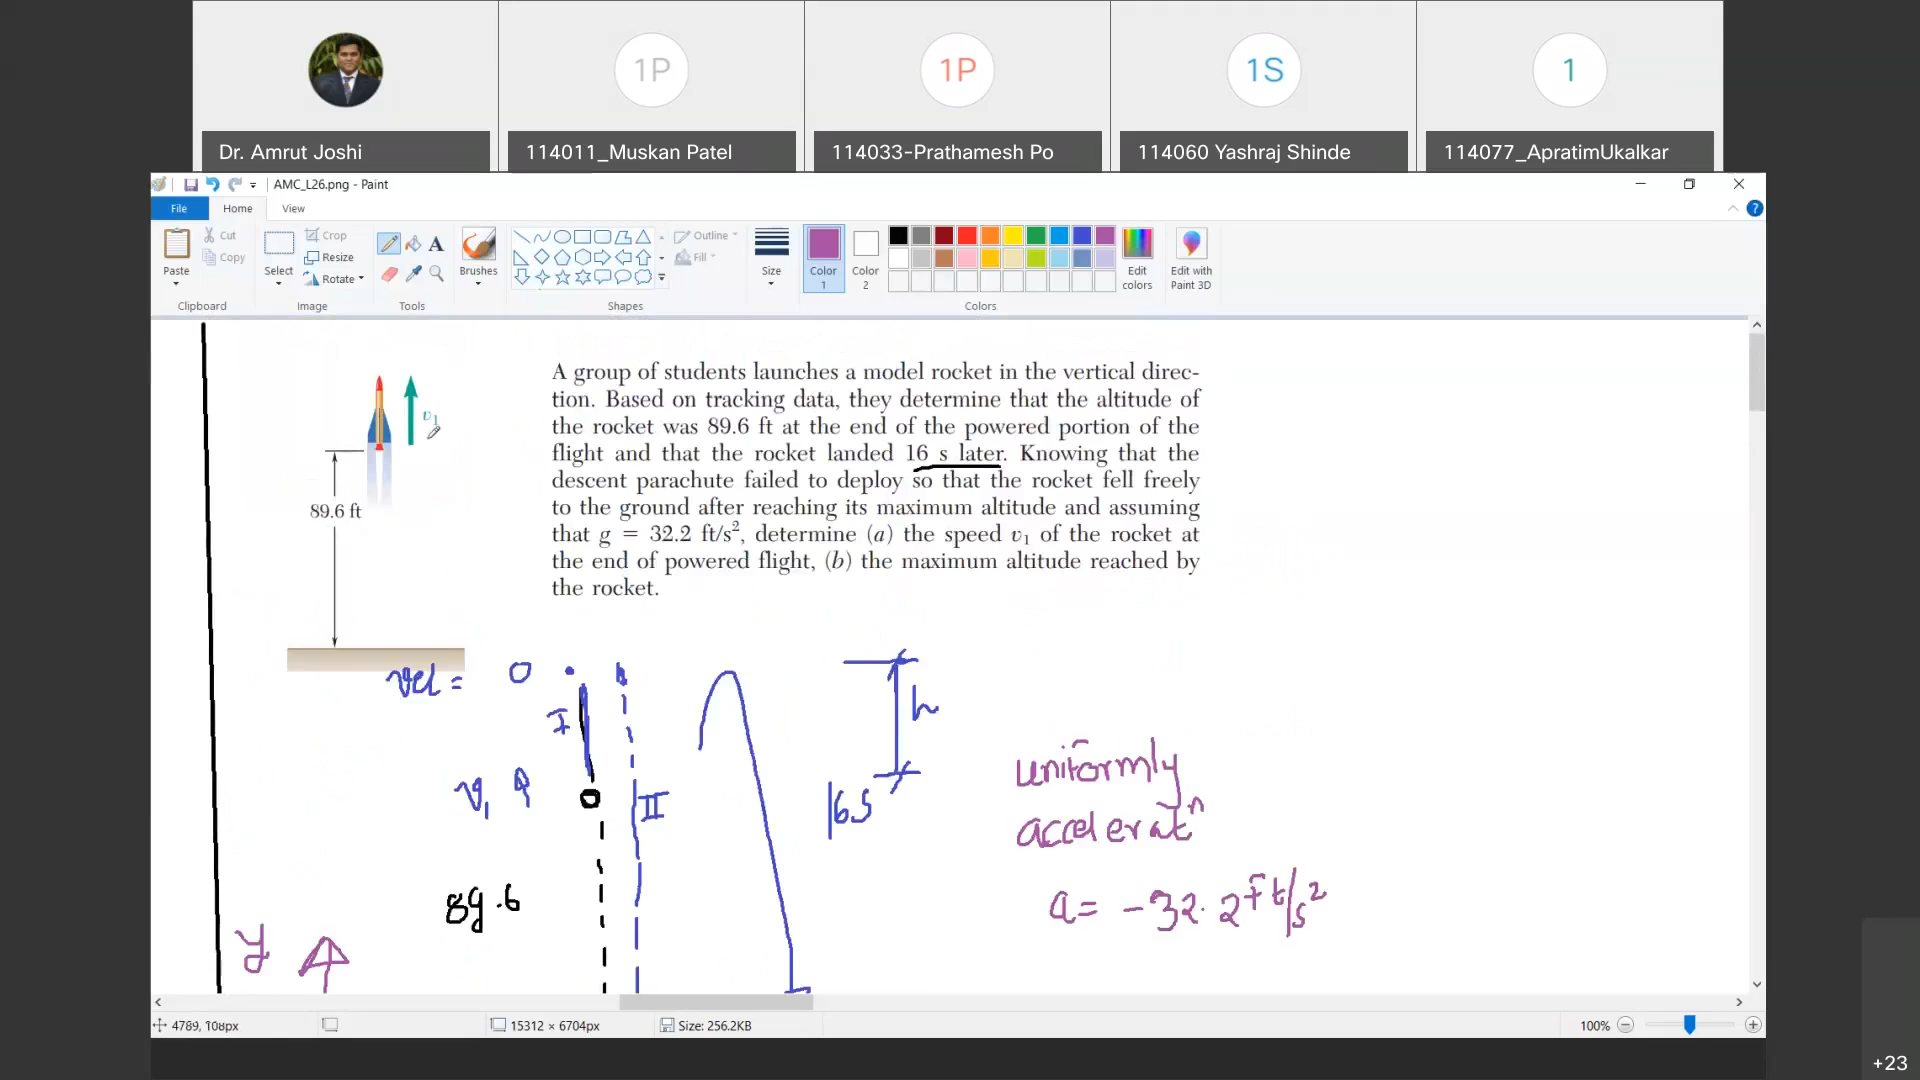 1P
1P
1S
1
Dr. Amrut Joshi
114011_Muskan Patel
114033-Prathamesh Po
114060 Yashraj Shinde
114077_ApratimUkalkar
AMC_L26.png - Paint
File
Home
View
Cut
Copy
Paste
Clipboard
Select
Crop
Resize
Rotate
Image
A
Tools
Brushes
Outline
Fill
Shapes
Size
Color 1
Color 2
Edit colors
Edit with Paint 3D
Colors
A group of students launches a model rocket in the vertical direc-
tion. Based on tracking data, they determine that the altitude of
the rocket was 89.6 ft at the end of the powered portion of the
flight and that the rocket landed 16 s later. Knowing that the
descent parachute failed to deploy so that the rocket fell freely
to the ground after reaching its maximum altitude and assuming
that g = 32.2 ft/s², determine (a) the speed v₁ of the rocket at
the end of powered flight, (b) the maximum altitude reached by
the rocket.
v₁
89.6 ft
vel = 0
I
h
v₁
II
16s
uniformly
acceleratⁿ
89.6
a = -32.2 ft/s²
y
4789, 108px
15312 × 6704px
Size: 256.2KB
100%
+23